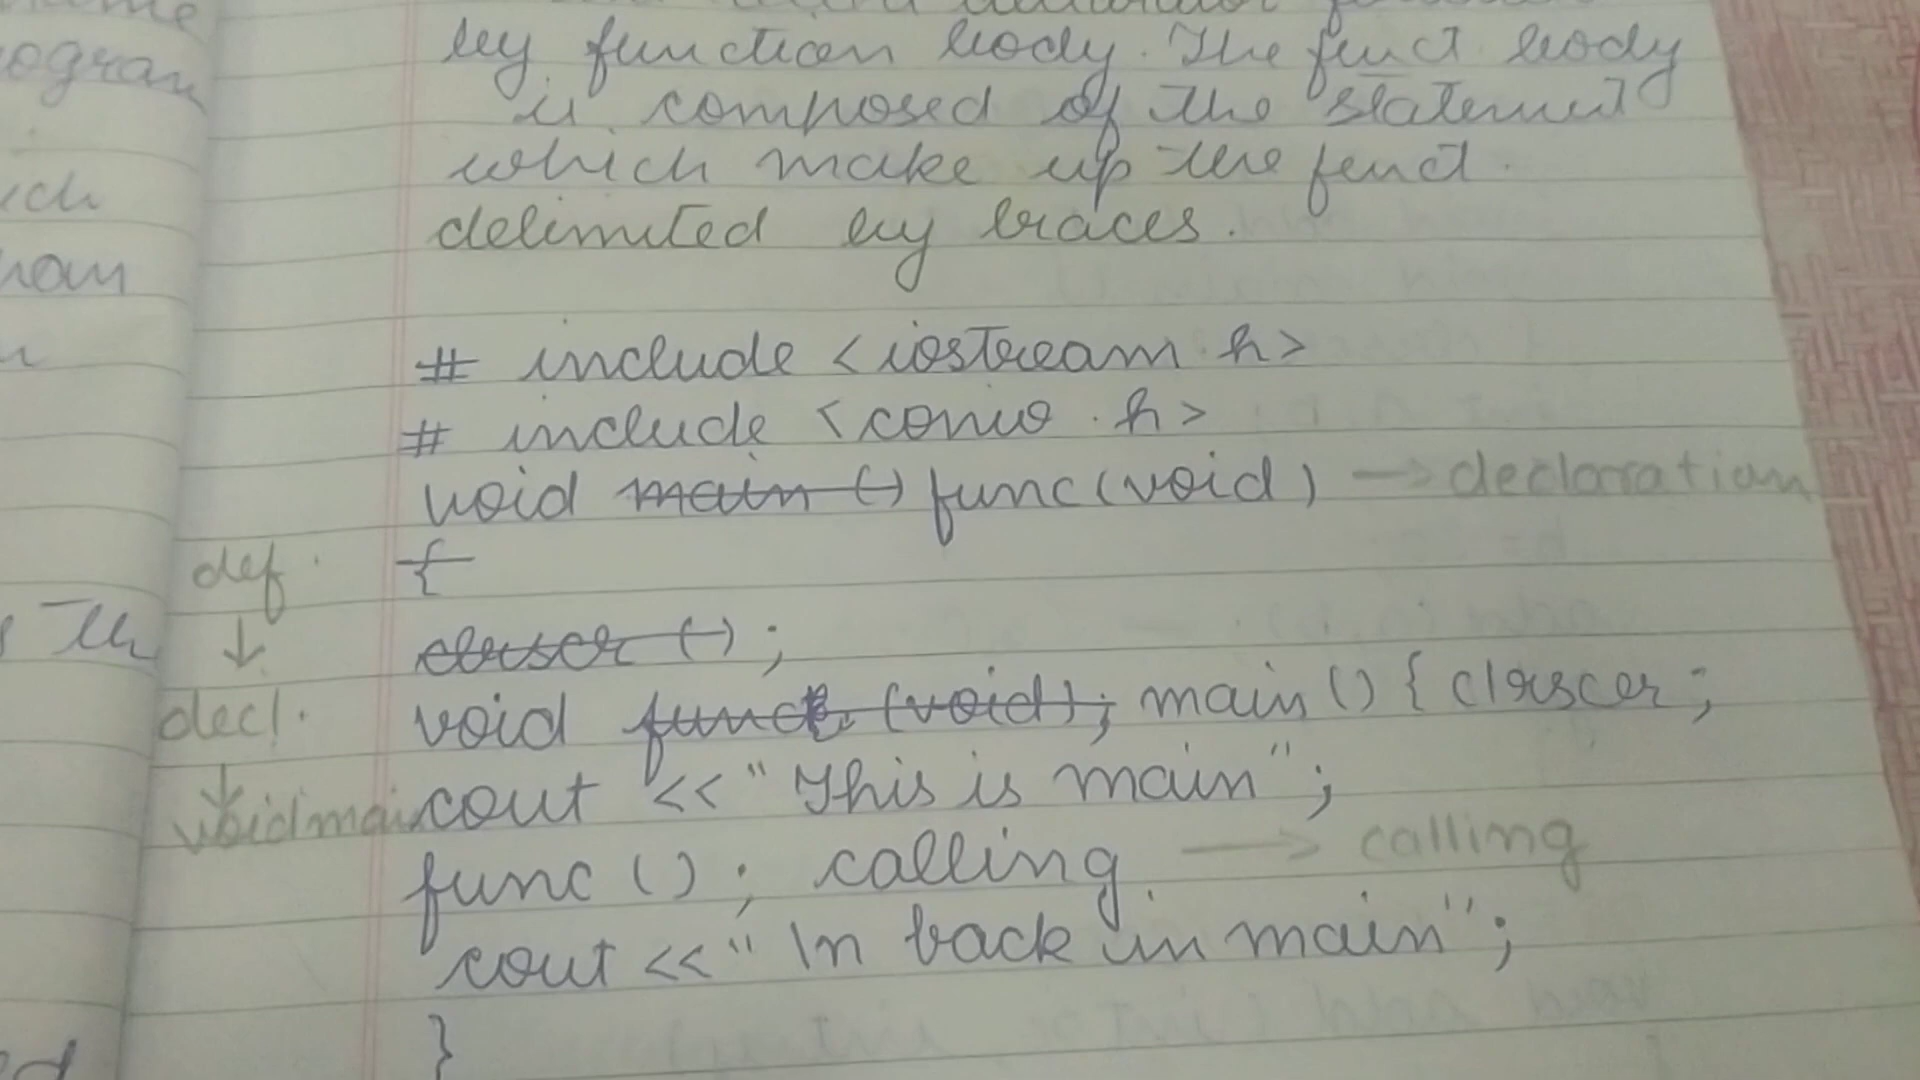 by function body. The funct body
is composed of the statement
which make up the funct.
delimited by braces.
# include <iostream.h>
# include <conio.h>
void main () func(void) → declaration
def. {
↓ clrscr ();
decl. void func (void); main () { clrscr;
↓
void main cout << "This is main";
func (); calling → calling
cout << "In back in main";
}